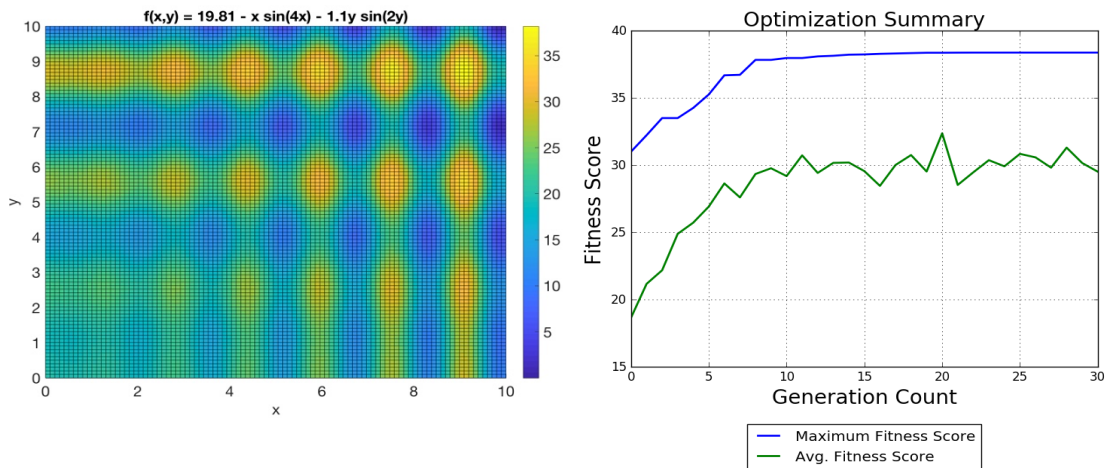 f(x,y) = 19.81 - x sin(4x) - 1.1y sin(2y)
10
9
8
7
6
5
4
3
2
1
0
y
0 2 4 6 8 10
x
35
30
25
20
15
10
5
Optimization Summary
40
35
30
25
20
15
Fitness Score
0 5 10 15 20 25 30
Generation Count
Maximum Fitness Score
Avg. Fitness Score